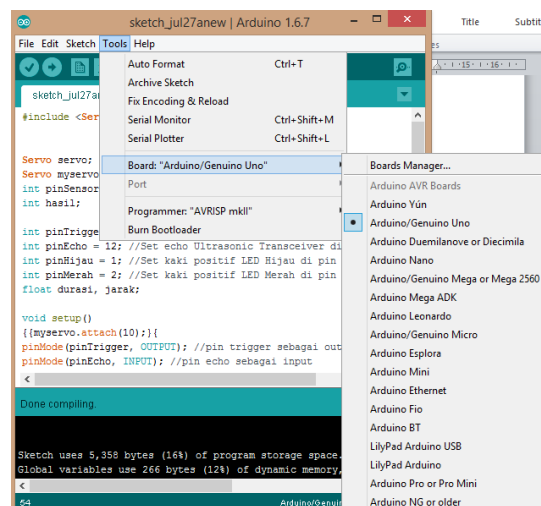 sketch_jul27anew | Arduino 1.6.7
Title
File Edit Sketch Tools Help
Auto Format Ctrl+T
Archive Sketch
Fix Encoding & Reload
Serial Monitor Ctrl+Shift+M
Serial Plotter Ctrl+Shift+L
Board: "Arduino/Genuino Uno"
Port
Programmer: "AVRISP mkII"
Burn Bootloader
Boards Manager...
Arduino AVR Boards
Arduino Yún
Arduino/Genuino Uno
Arduino Duemilanove or Diecimila
Arduino Nano
Arduino/Genuino Mega or Mega 2560
Arduino Mega ADK
Arduino Leonardo
Arduino/Genuino Micro
Arduino Esplora
Arduino Mini
Arduino Ethernet
Arduino Fio
Arduino BT
LilyPad Arduino USB
LilyPad Arduino
Arduino Pro or Pro Mini
Arduino NG or older
15 16
sketch_jul27a
#include <Ser
Servo servo;
Servo myservo
int pinSensor
int hasil;
int pinTrigge
int pinEcho = 12; //Set echo Ultrasonic Transceiver di
int pinHijau = 1; //Set kaki positif LED Hijau di pin
int pinMerah = 2; //Set kaki positif LED Merah di pin
float durasi, jarak;
void setup()
{{myservo.attach(10);}{
pinMode(pinTrigger, OUTPUT); //pin trigger sebagai out
pinMode(pinEcho, INPUT); //pin echo sebagai input
Done compiling.
Sketch uses 5,358 bytes (16%) of program storage space.
Global variables use 266 bytes (12%) of dynamic memory,
54 Arduino/Genuin